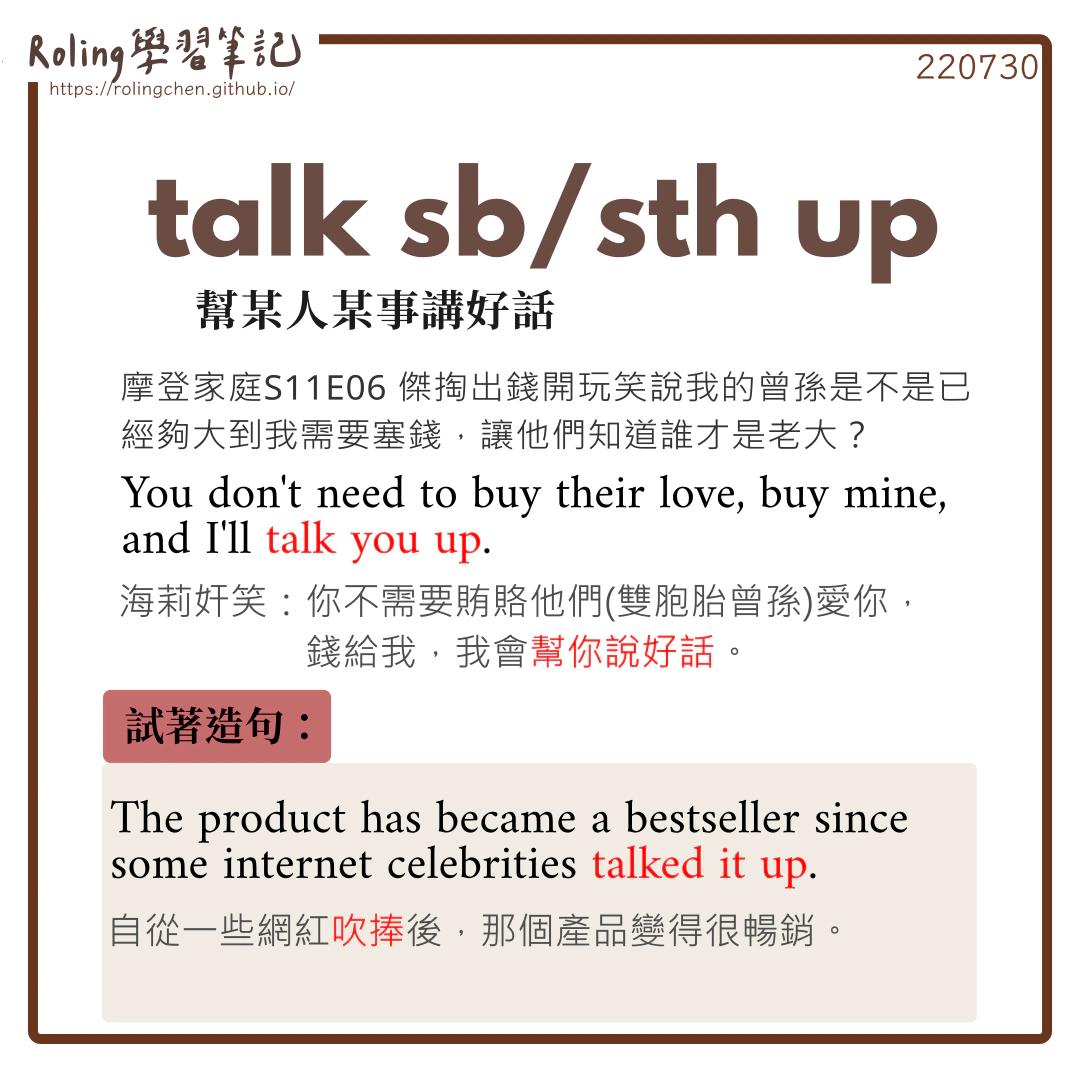 Roling學習筆記
https://rolingchen.github.io/
220730
talk sb/sth up
幫某人某事講好話
摩登家庭S11E06 傑掏出錢開玩笑說我的曾孫是不是已
經夠大到我需要塞錢，讓他們知道誰才是老大？
You don't need to buy their love, buy mine,
and I'll talk you up.
海莉奸笑：你不需要賄賂他們(雙胞胎曾孫)愛你，
錢給我，我會幫你說好話。
試著造句：
The product has became a bestseller since
some internet celebrities talked it up.
自從一些網紅吹捧後，那個產品變得很暢銷。